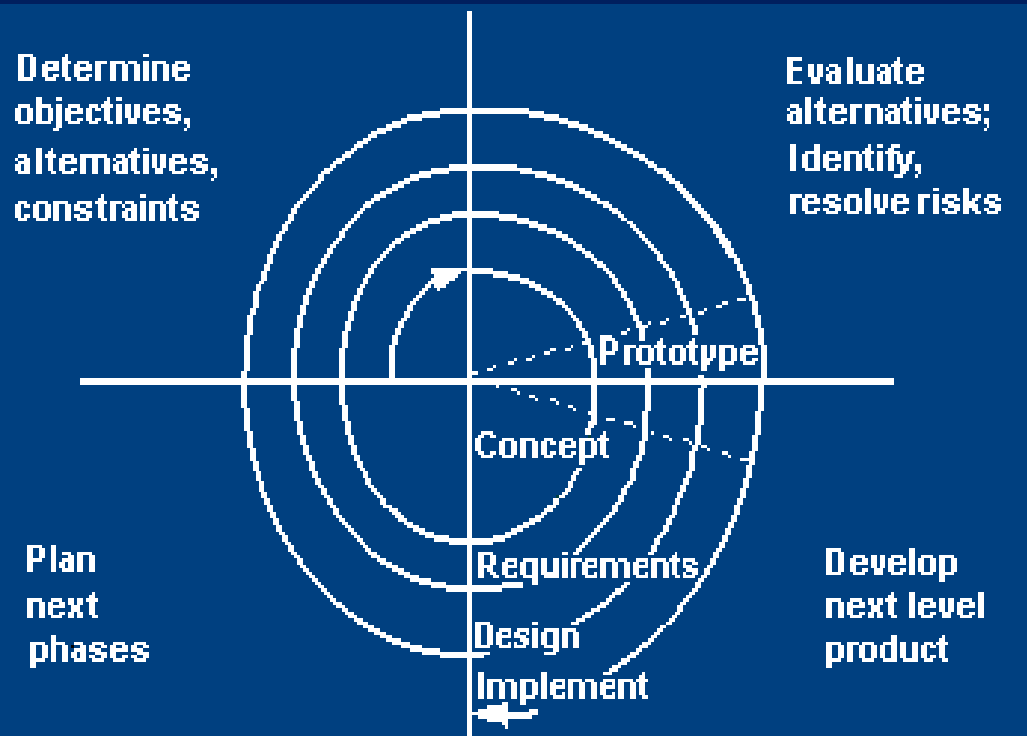 Determine
objectives,
alternatives,
constraints
Evaluate
alternatives;
Identify,
resolve risks
Prototype
Concept
Requirements
Design
Implement
Plan
next
phases
Develop
next level
product